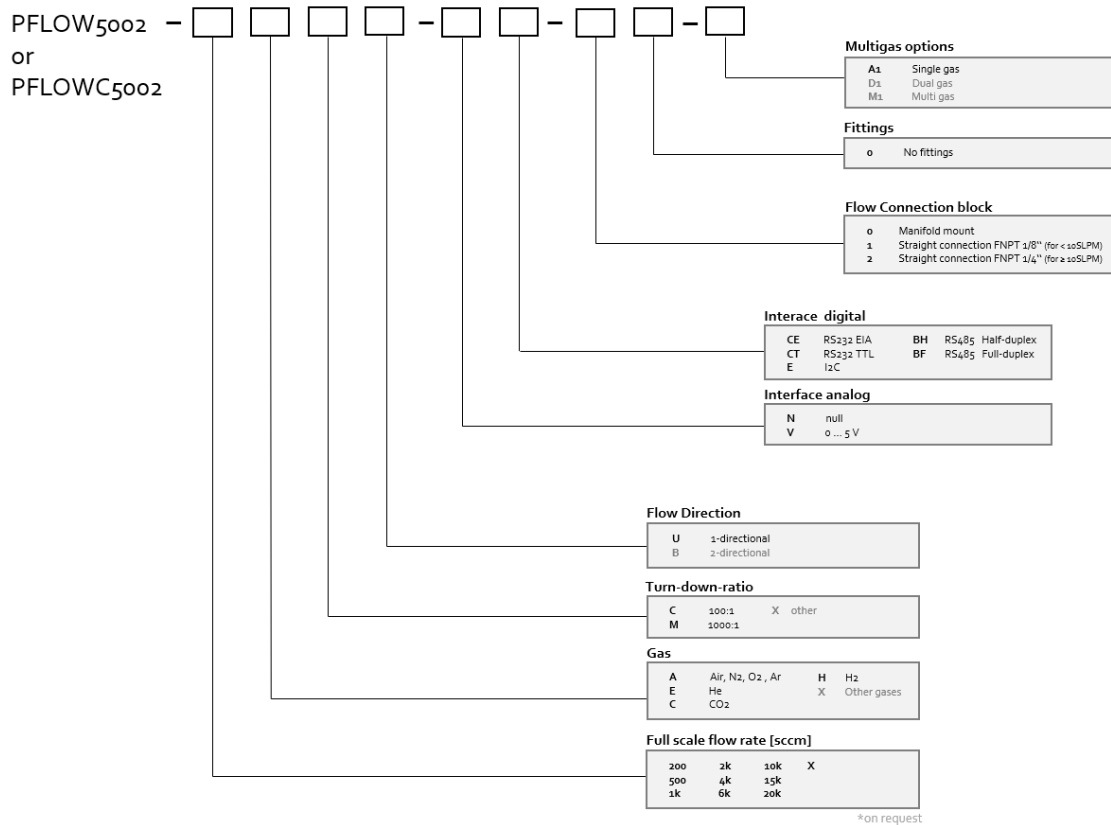 PFLOW5002 – – – –
or
PFLOWC5002
Multigas options
A1 Single gas
D1 Dual gas
M1 Multi gas
Fittings
0 No fittings
Flow Connection block
0 Manifold mount
1 Straight connection FNPT 1/8“ (for < 10SLPM)
2 Straight connection FNPT 1/4“ (for ≥ 10SLPM)
Interace digital
CE RS232 EIA BH RS485 Half-duplex
CT RS232 TTL BF RS485 Full-duplex
E I2C
Interface analog
N null
V 0 ... 5 V
Flow Direction
U 1-directional
B 2-directional
Turn-down-ratio
C 100:1 X other
M 1000:1
Gas
A Air, N2, O2 , Ar H H2
E He X Other gases
C CO2
Full scale flow rate [sccm]
200 2k 10k X
500 4k 15k
1k 6k 20k
*on request